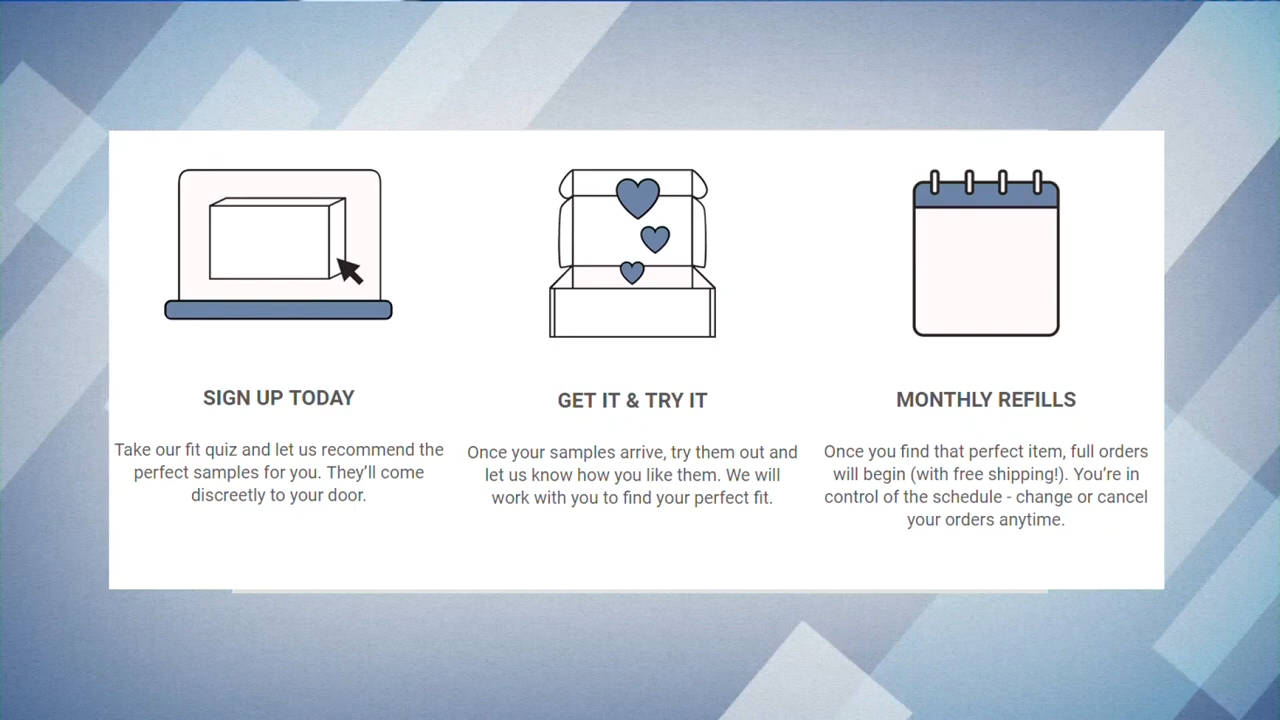 SIGN UP TODAY
Take our fit quiz and let us recommend the
perfect samples for you. They'll come
discreetly to your door.
GET IT & TRY IT
Once your samples arrive, try them out and
let us know how you like them. We will
work with you to find your perfect fit.
MONTHLY REFILLS
Once you find that perfect item, full orders
will begin (with free shipping!). You're in
control of the schedule - change or cancel
your orders anytime.